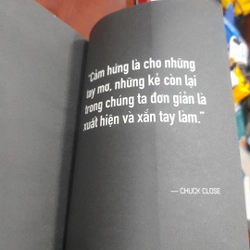 “Cảm hứng là cho những
tay mơ, những kẻ còn lại
trong chúng ta đơn giản là
xuất hiện và xắn tay làm.”
— CHUCK CLOSE